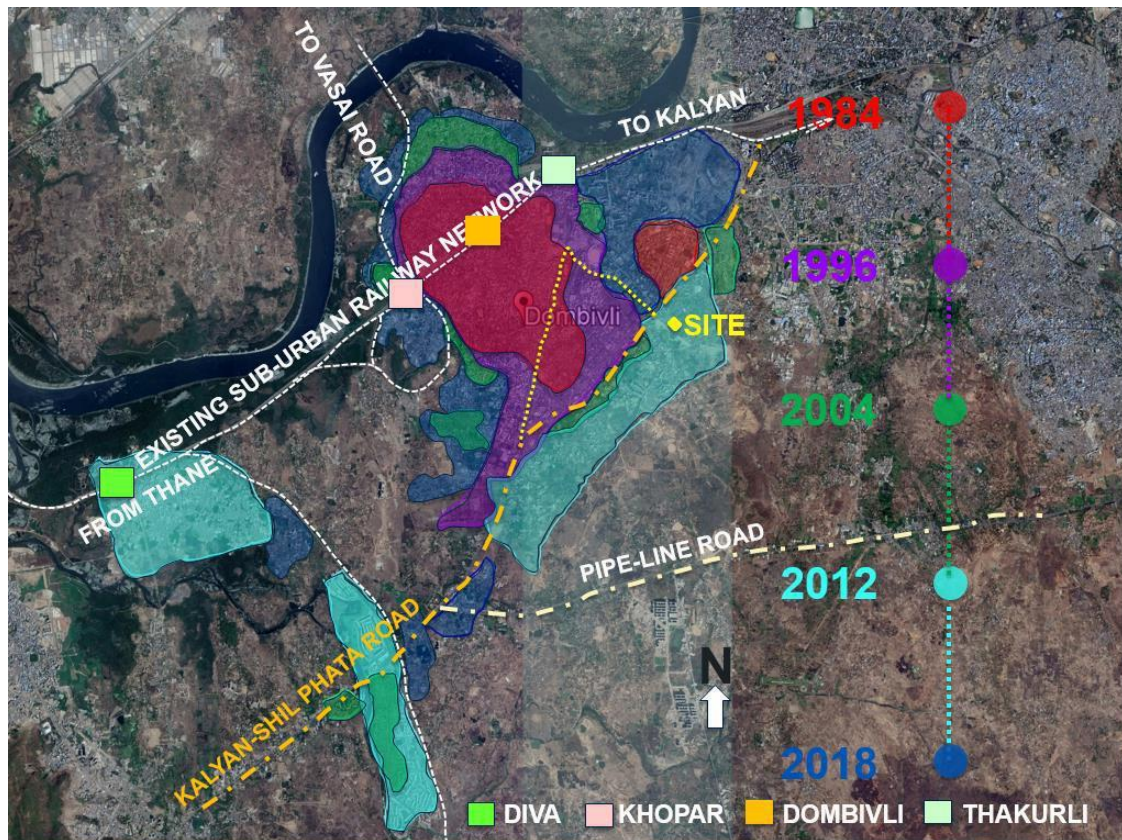 TO VASAI ROAD
TO KALYAN
1984
EXISTING SUB-URBAN RAILWAY NETWORK
1996
Dombivli
SITE
2004
FROM THANE
PIPE-LINE ROAD
2012
KALYAN-SHIL PHATA ROAD
N
2018
DIVA
KHOPAR
DOMBIVLI
THAKURLI